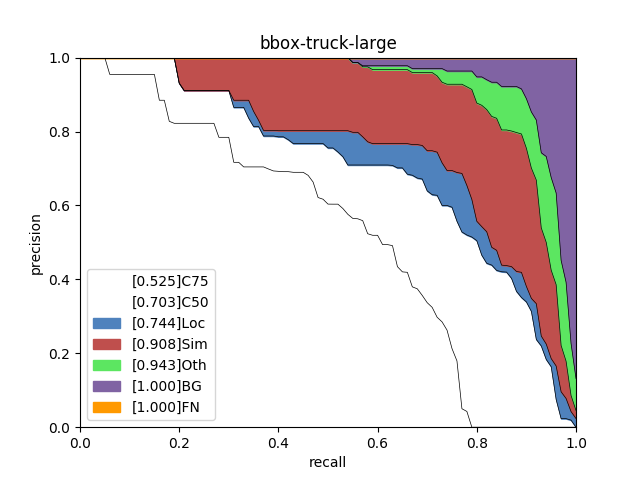 bbox-truck-large
1.0
0.8
0.6
0.4
0.2
0.0
precision
[0.525]C75
[0.703]C50
[0.744]Loc
[0.908]Sim
[0.943]Oth
[1.000]BG
[1.000]FN
0.0 0.2 0.4 0.6 0.8 1.0
recall